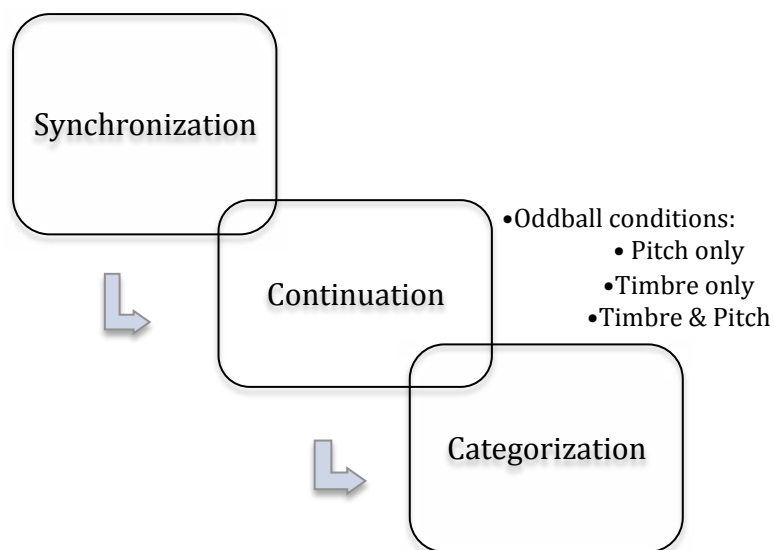 Synchronization
Continuation
•Oddball conditions:
• Pitch only
•Timbre only
•Timbre & Pitch
Categorization